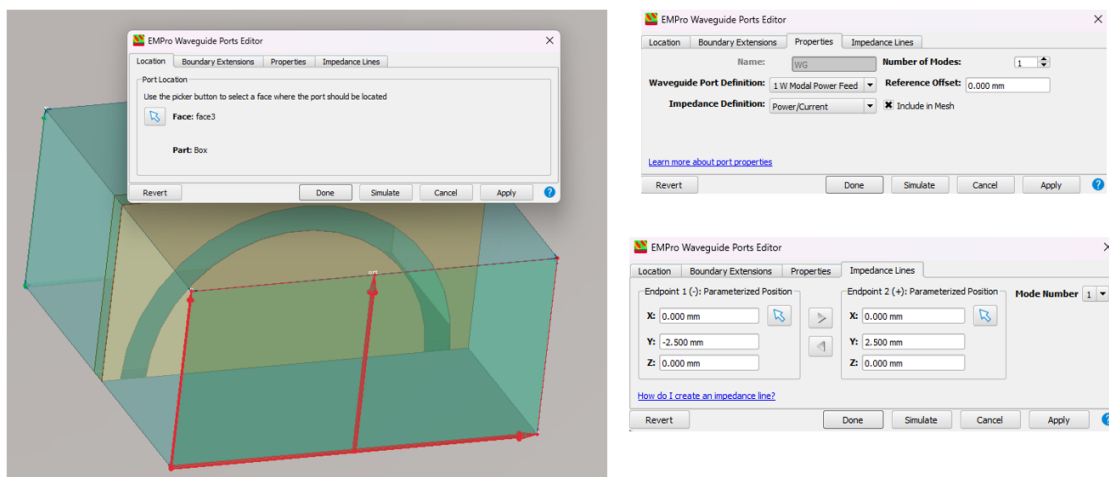 EMPro Waveguide Ports Editor
Location Boundary Extensions Properties Impedance Lines
Port Location
Use the picker button to select a face where the port should be located
Face: face3
Part: Box
Revert Done Simulate Cancel Apply ?
EMPro Waveguide Ports Editor
Location Boundary Extensions Properties Impedance Lines
Name: WG Number of Modes: 1
Waveguide Port Definition: 1 W Modal Power Feed Reference Offset: 0.000 mm
Impedance Definition: Power/Current Include in Mesh
Learn more about port properties
Revert Done Simulate Cancel Apply ?
EMPro Waveguide Ports Editor
Location Boundary Extensions Properties Impedance Lines
Endpoint 1 (-): Parameterized Position Endpoint 2 (+): Parameterized Position Mode Number 1
X: 0.000 mm X: 0.000 mm
Y: -2.500 mm Y: 2.500 mm
Z: 0.000 mm Z: 0.000 mm
How do I create an impedance line?
Revert Done Simulate Cancel Apply ?